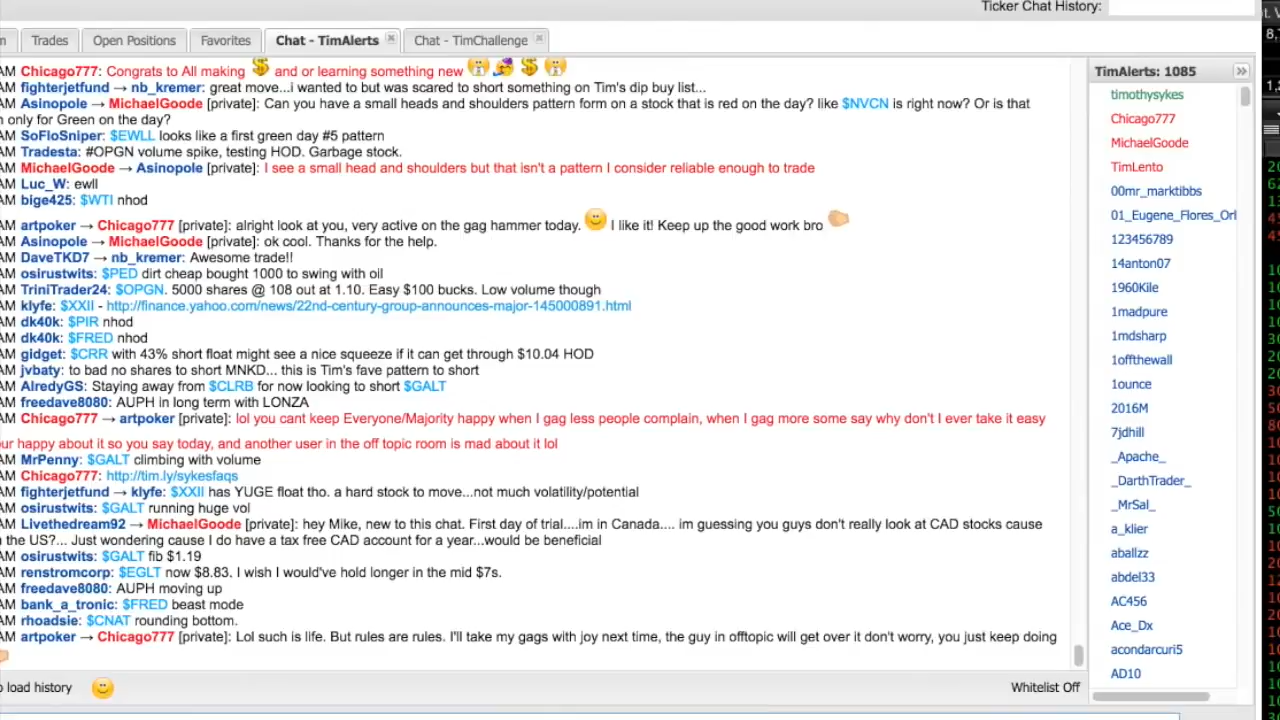 Ticker Chat History:
Trades
Open Positions
Favorites
Chat - TimAlerts
Chat - TimChallenge
AM Chicago777: Congrats to All making and or learning something new
AM fighterjetfund → nb_kremer: great move...i wanted to but was scared to short something on Tim's dip buy list...
AM Asinopole → MichaelGoode [private]: Can you have a small heads and shoulders pattern form on a stock that is red on the day? like $NVCN is right now? Or is that
n only for Green on the day?
AM SoFloSniper: $EWLL looks like a first green day #5 pattern
AM Tradesta: #OPGN volume spike, testing HOD. Garbage stock.
AM MichaelGoode → Asinopole [private]: I see a small head and shoulders but that isn't a pattern I consider reliable enough to trade
AM Luc_W: ewll
AM bige425: $WTI nhod
AM artpoker → Chicago777 [private]: alright look at you, very active on the gag hammer today. I like it! Keep up the good work bro
AM Asinopole → MichaelGoode [private]: ok cool. Thanks for the help.
AM DaveTKD7 → nb_kremer: Awesome trade!!
AM osirustwits: $PED dirt cheap bought 1000 to swing with oil
AM TriniTrader24: $OPGN. 5000 shares @ 108 out at 1.10. Easy $100 bucks. Low volume though
AM klyfe: $XXII - http://finance.yahoo.com/news/22nd-century-group-announces-major-145000891.html
AM dk40k: $PIR nhod
AM dk40k: $FRED nhod
AM gidget: $CRR with 43% short float might see a nice squeeze if it can get through $10.04 HOD
AM jvbaty: to bad no shares to short MNKD... this is Tim's fave pattern to short
AM AlredyGS: Staying away from $CLRB for now looking to short $GALT
AM freedave8080: AUPH in long term with LONZA
AM Chicago777 → artpoker [private]: lol you cant keep Everyone/Majority happy when I gag less people complain, when I gag more some say why don't I ever take it easy
ur happy about it so you say today, and another user in the off topic room is mad about it lol
AM MrPenny: $GALT climbing with volume
AM Chicago777: http://tim.ly/sykesfaqs
AM fighterjetfund → klyfe: $XXII has YUGE float tho. a hard stock to move...not much volatility/potential
AM osirustwits: $GALT running huge vol
AM Livethedream92 → MichaelGoode [private]: hey Mike, new to this chat. First day of trial....im in Canada.... im guessing you guys don't really look at CAD stocks cause
n the US?... Just wondering cause I do have a tax free CAD account for a year...would be beneficial
AM osirustwits: $GALT fib $1.19
AM renstromcorp: $EGLT now $8.83. I wish I would've hold longer in the mid $7s.
AM freedave8080: AUPH moving up
AM bank_a_tronic: $FRED beast mode
AM rhoadsie: $CNAT rounding bottom.
AM artpoker → Chicago777 [private]: Lol such is life. But rules are rules. I'll take my gags with joy next time, the guy in offtopic will get over it don't worry, you just keep doing
load history
Whitelist Off
TimAlerts: 1085
timothysykes
Chicago777
MichaelGoode
TimLento
00mr_marktibbs
01_Eugene_Flores_Orl
123456789
14anton07
1960Kile
1madpure
1mdsharp
1offthewall
1ounce
2016M
7jdhill
_Apache_
_DarthTrader_
_MrSal_
a_klier
aballzz
abdel33
AC456
Ace_Dx
acondarcuri5
AD10